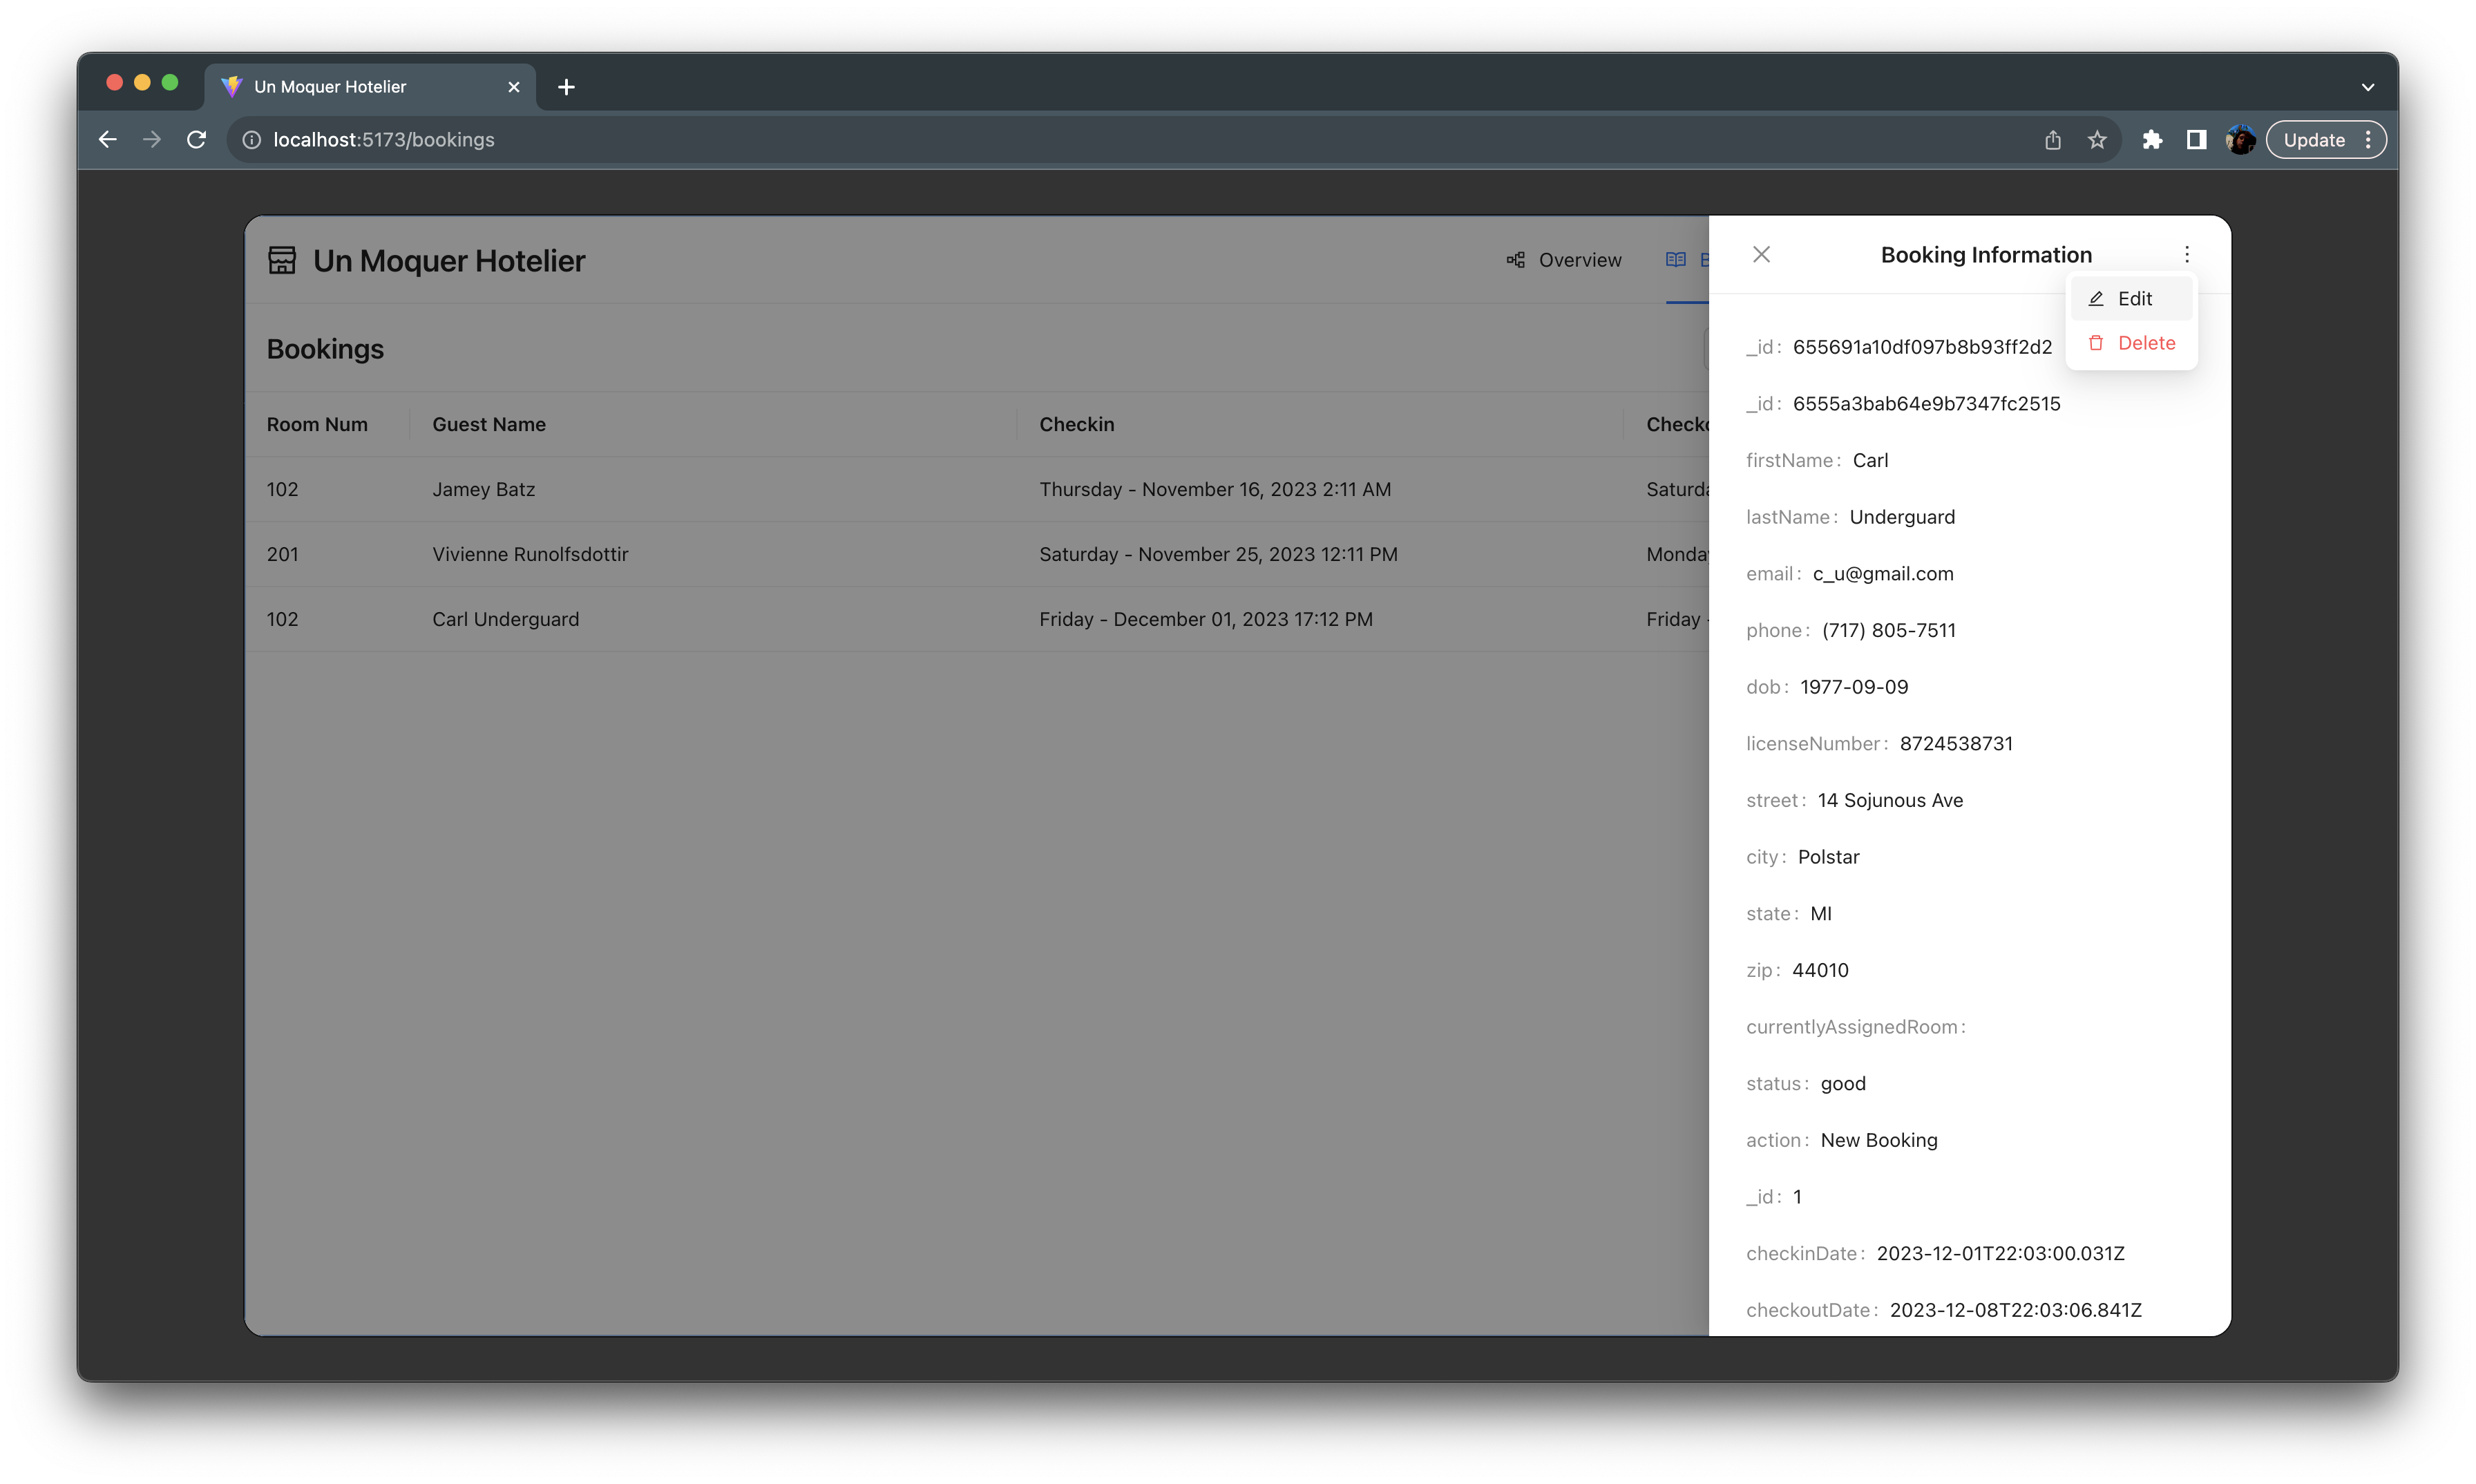 Un Moquer Hotelier
localhost:5173/bookings
Update
Un Moquer Hotelier
Overview
Bookings
Room Num Guest Name Checkin
102 Jamey Batz Thursday - November 16, 2023 2:11 AM
201 Vivienne Runolfsdottir Saturday - November 25, 2023 12:11 PM
102 Carl Underguard Friday - December 01, 2023 17:12 PM Friday -
Booking Information
Edit
Delete
_id: 655691a10df097b8b93ff2d2
_id: 6555a3bab64e9b7347fc2515
firstName: Carl
lastName: Underguard
email: c_u@gmail.com
phone: (717) 805-7511
dob: 1977-09-09
licenseNumber: 8724538731
street: 14 Sojunous Ave
city: Polstar
state: MI
zip: 44010
currentlyAssignedRoom:
status: good
action: New Booking
_id: 1
checkinDate: 2023-12-01T22:03:00.031Z
checkoutDate: 2023-12-08T22:03:06.841Z